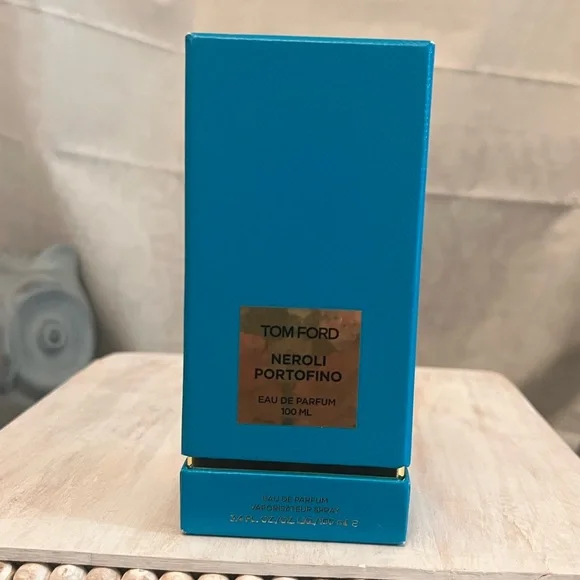 TOM FORD
NEROLI
PORTOFINO
EAU DE PARFUM
100 ML
EAU DE PARFUM
VAPORISATEUR SPRAY